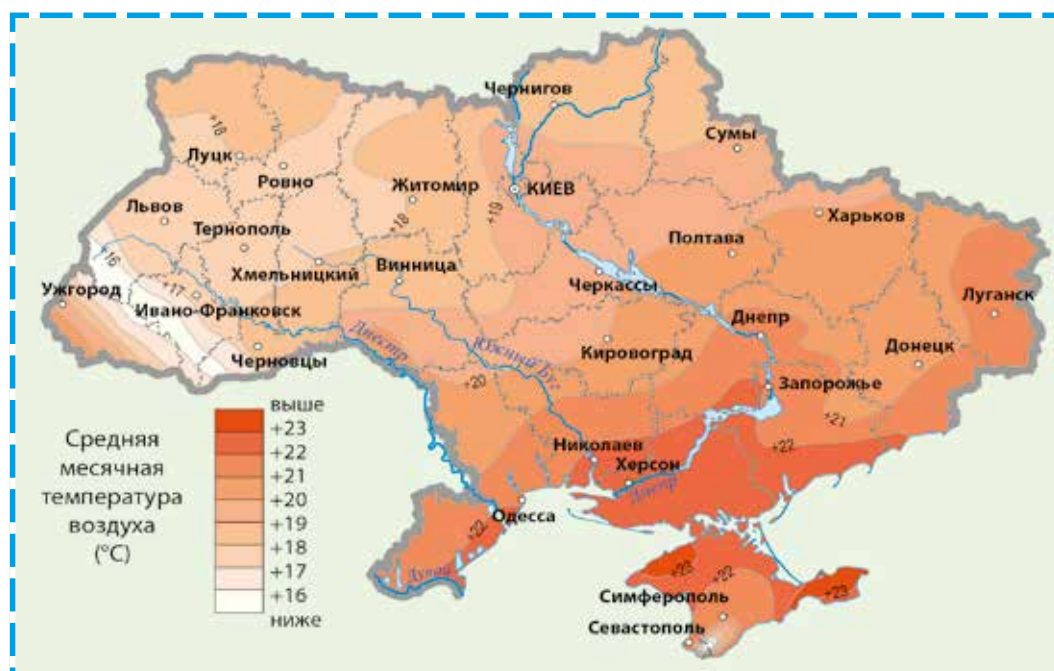 Чернигов
Сумы
+18
Луцк
Ровно
Житомир
КИЕВ
+19
Львов
+18
Харьков
Тернополь
Полтава
+16
Хмельницкий
Винница
+17
Черкассы
Ужгород
Луганск
Ивано-Франковск
Днепр
Днестр
Южный Буг
Кировоград
Донецк
Черновцы
+20
Запорожье
+21
+22
Николаев
Херсон
Днепр
Одесса
+22
Дунай
+23
+22
+23
Симферополь
Севастополь
Средняя
месячная
температура
воздуха
(°C)
выше
+23
+22
+21
+20
+19
+18
+17
+16
ниже